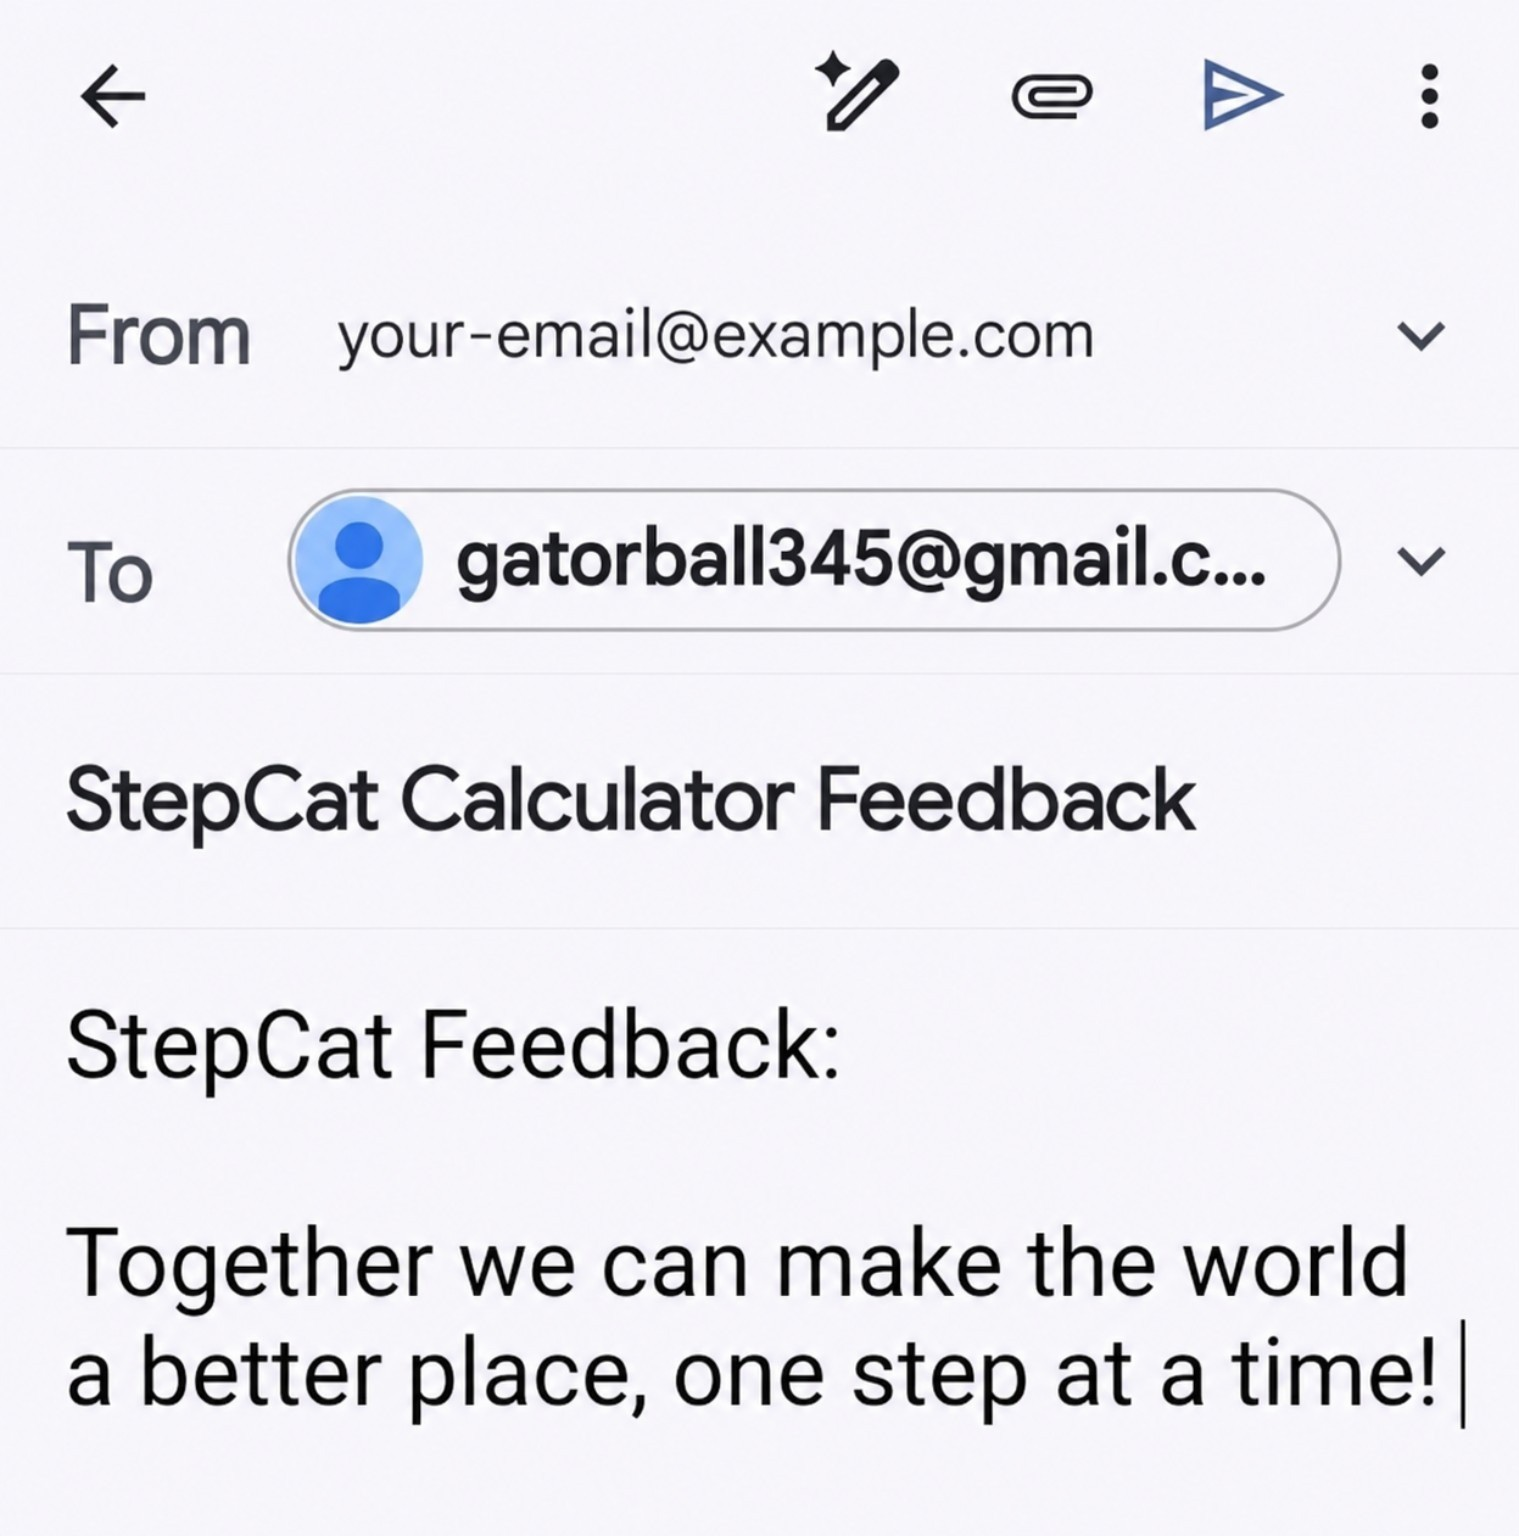 From your-email@example.com
To gatorball345@gmail.c...
StepCat Calculator Feedback
StepCat Feedback:
Together we can make the world
a better place, one step at a time!